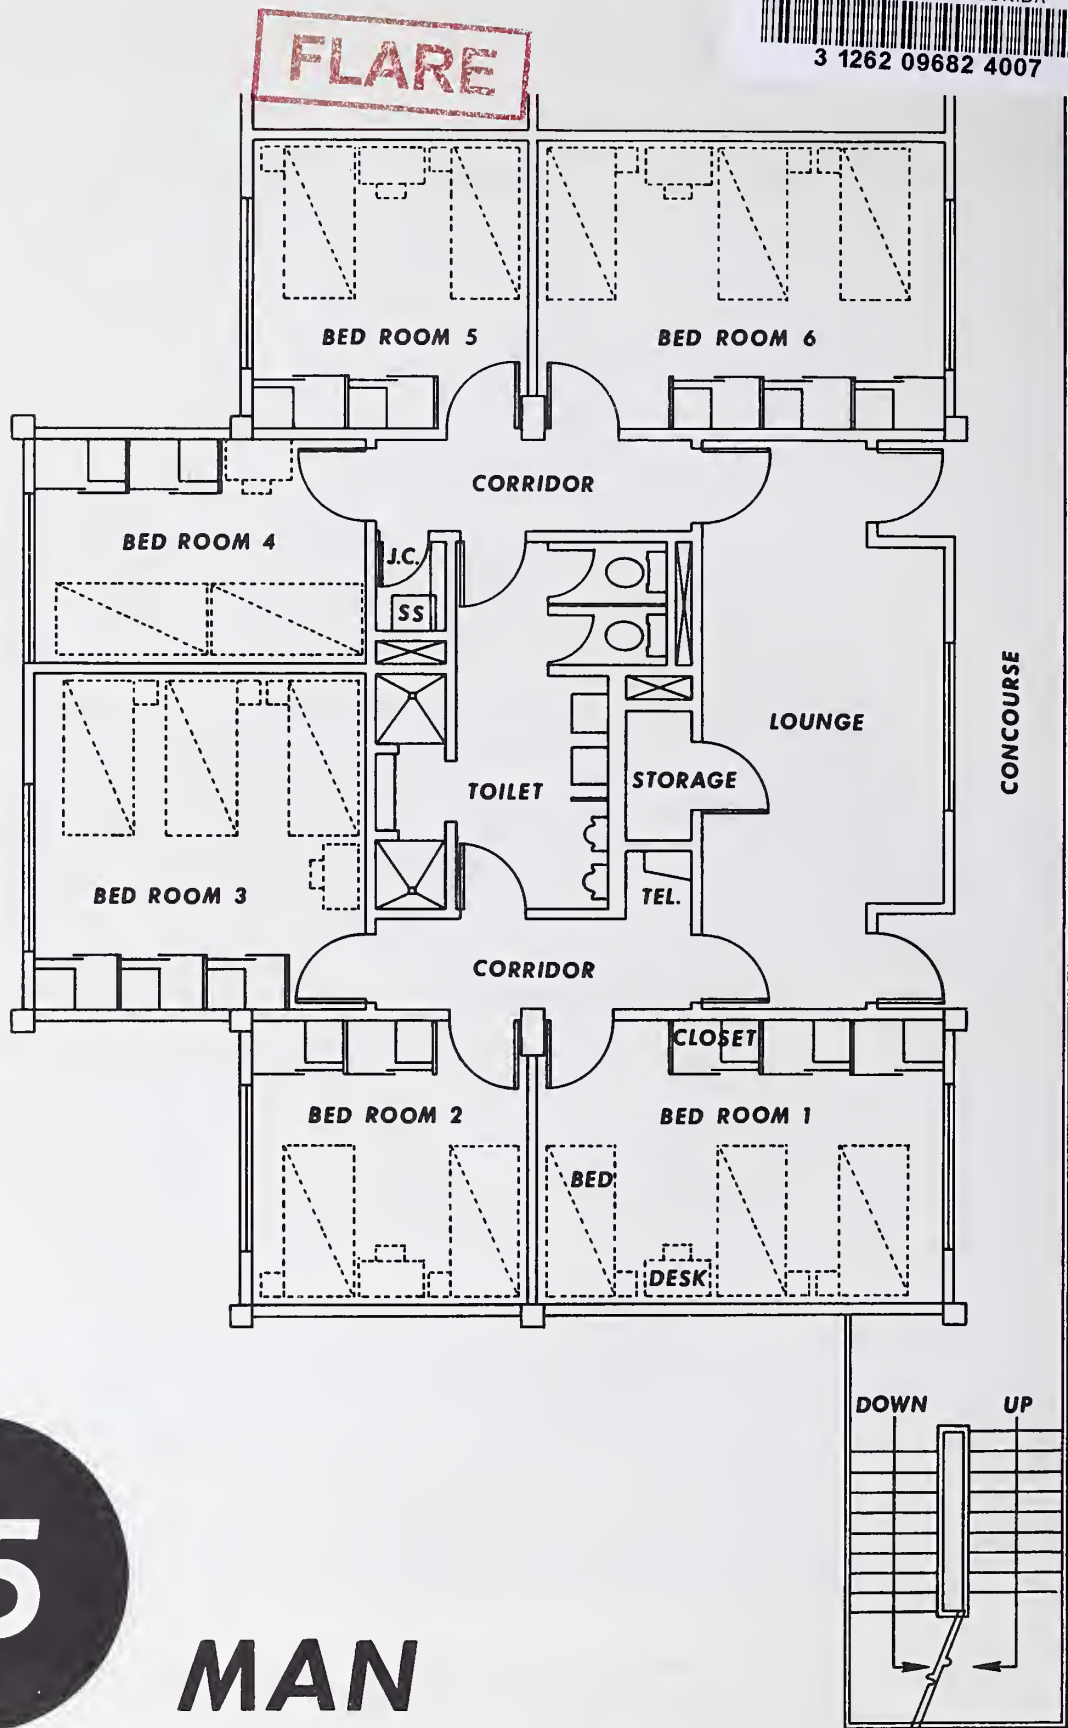 FLARE
3 1262 09682 4007
BED ROOM 5
BED ROOM 6
CORRIDOR
BED ROOM 4
J.C.
SS
LOUNGE
CONCOURSE
STORAGE
TOILET
BED ROOM 3
TEL.
CORRIDOR
CLOSET
BED ROOM 2
BED ROOM 1
BED
DESK
DOWN
UP
5
MAN